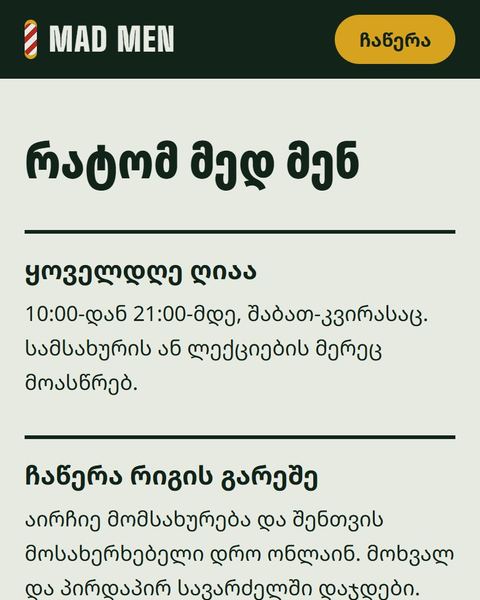 MAD MEN
ჩაწერა
რატომ მედ მენ
ყოველდღე ღიაა
10:00-დან 21:00-მდე, შაბათ-კვირასაც.
სამსახურის ან ლექციების მერეც
მოასწრებ.
ჩაწერა რიგის გარეშე
აირჩიე მომსახურება და შენთვის
მოსახერხებელი დრო ონლაინ. მოხვალ
და პირდაპირ სავარძელში დაჯდები.